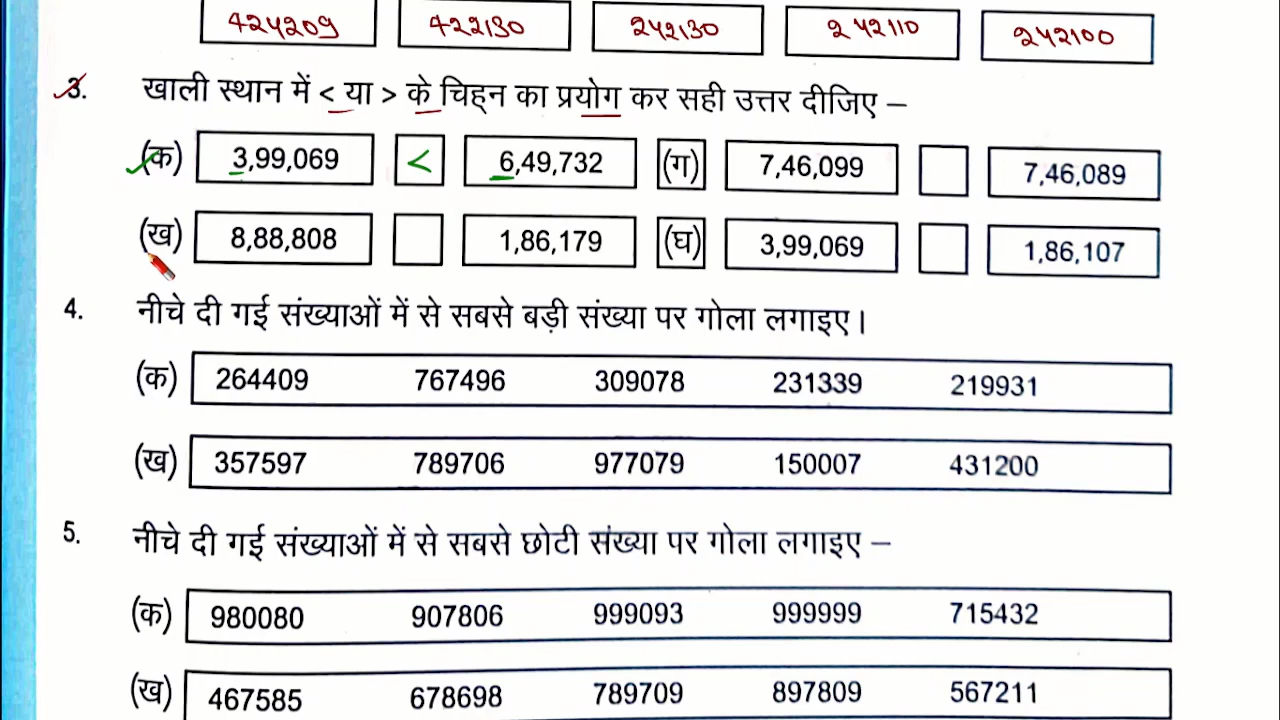 424209 422130 242130 242110 242100
3. खाली स्थान में < या > के चिह्न का प्रयोग कर सही उत्तर दीजिए –
(क) 3,99,069 < 6,49,732 (ग) 7,46,099 7,46,089
(ख) 8,88,808 1,86,179 (घ) 3,99,069 1,86,107
4. नीचे दी गई संख्याओं में से सबसे बड़ी संख्या पर गोला लगाइए।
(क) 264409 767496 309078 231339 219931
(ख) 357597 789706 977079 150007 431200
5. नीचे दी गई संख्याओं में से सबसे छोटी संख्या पर गोला लगाइए –
(क) 980080 907806 999093 999999 715432
(ख) 467585 678698 789709 897809 567211